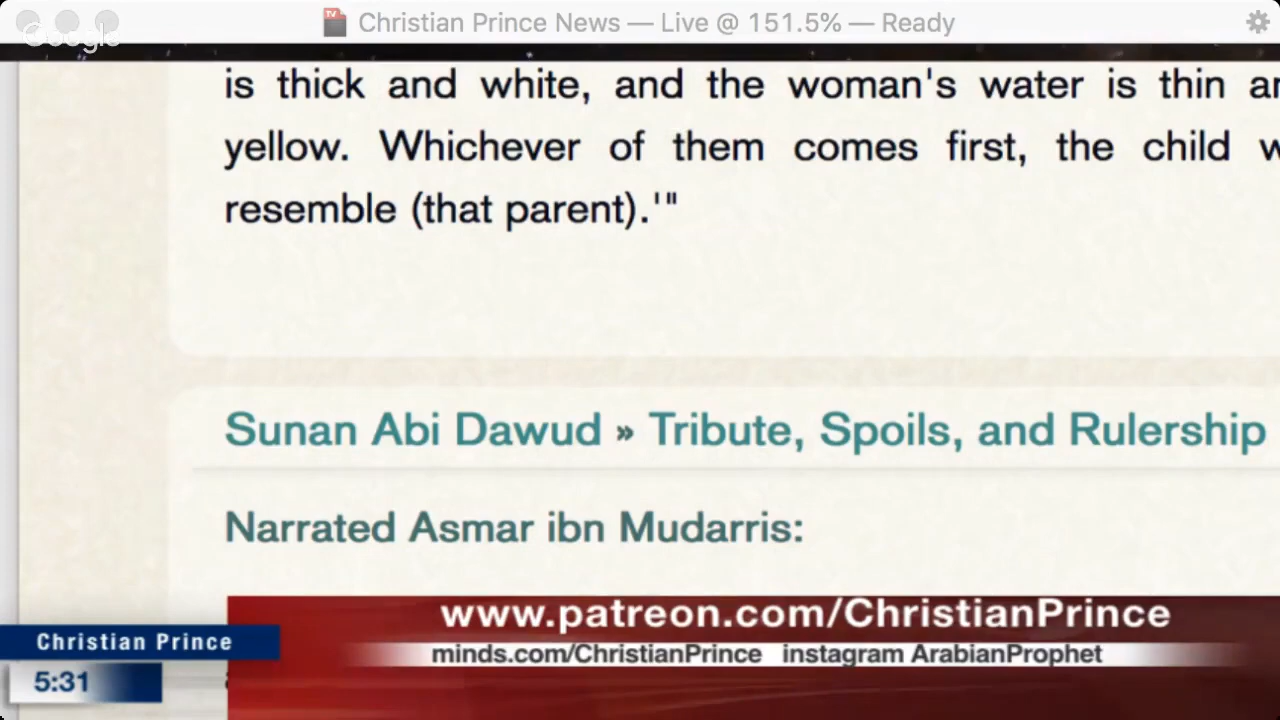 Christian Prince News — Live @ 151.5% — Ready
Google
is thick and white, and the woman's water is thin
yellow. Whichever of them comes first, the child
resemble (that parent).'"
Sunan Abi Dawud » Tribute, Spoils, and Rulership
Narrated Asmar ibn Mudarris:
www.patreon.com/ChristianPrince
Christian Prince
minds.com/ChristianPrince instagram ArabianProphet
5:31